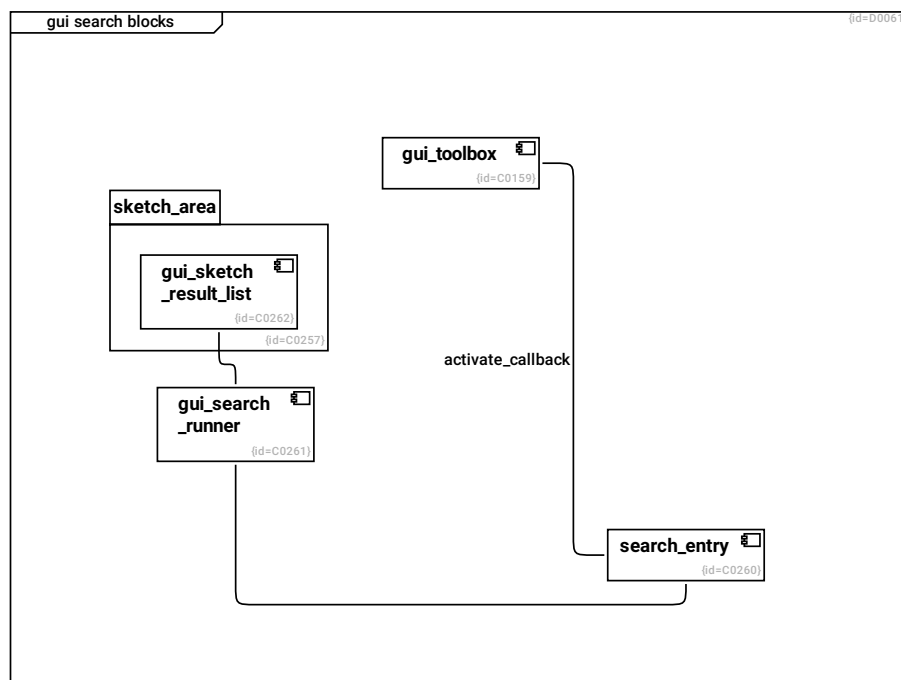 gui search blocks
{id=D0061
gui_toolbox
{id=C0159}
sketch_area
gui_sketch
_result_list
{id=C0262}
{id=C0257}
activate_callback
gui_search
_runner
{id=C0261}
search_entry
{id=C0260}